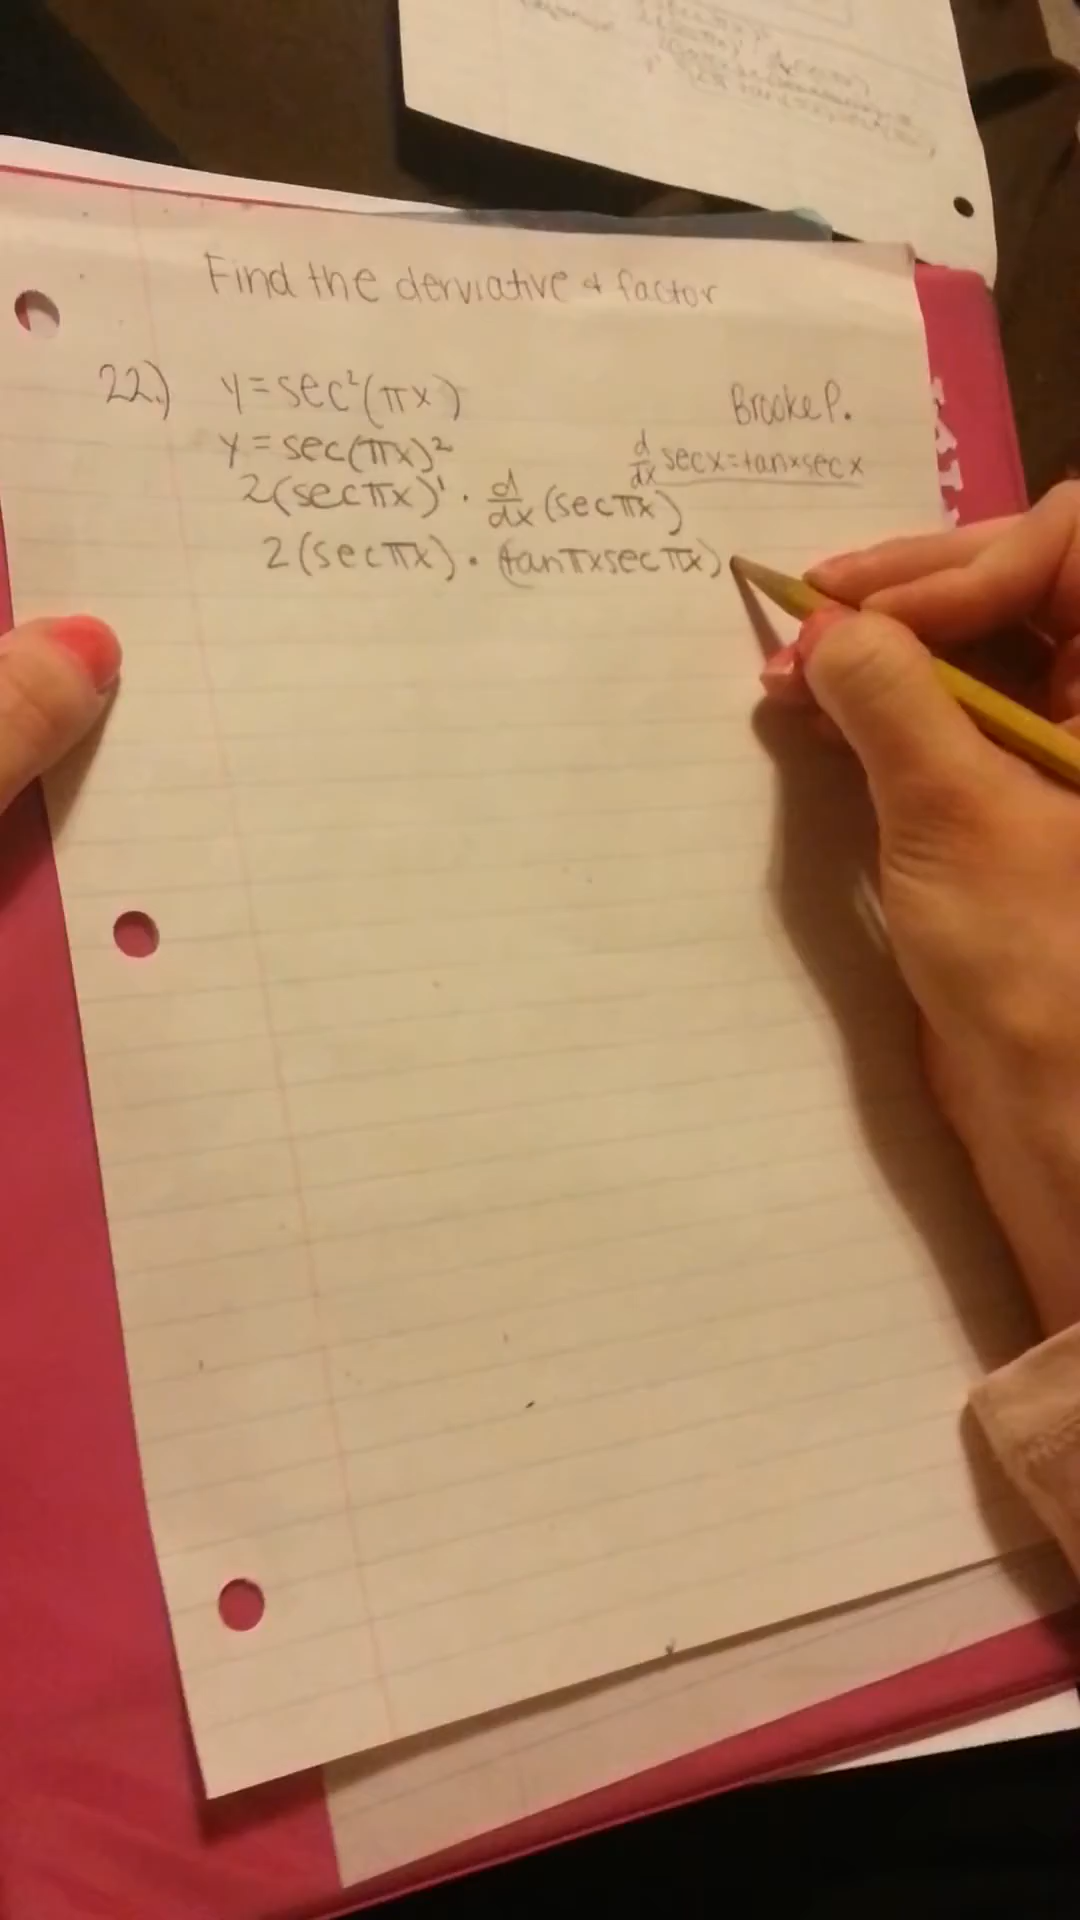 Find the derviative & factor
22.) y=sec²(πx)
Brooke P.
y=sec(πx)²
d/dx secx=tanxsecx
2(secπx)¹ · d/dx (secπx)
2(secπx) · (tanπxsecπx)